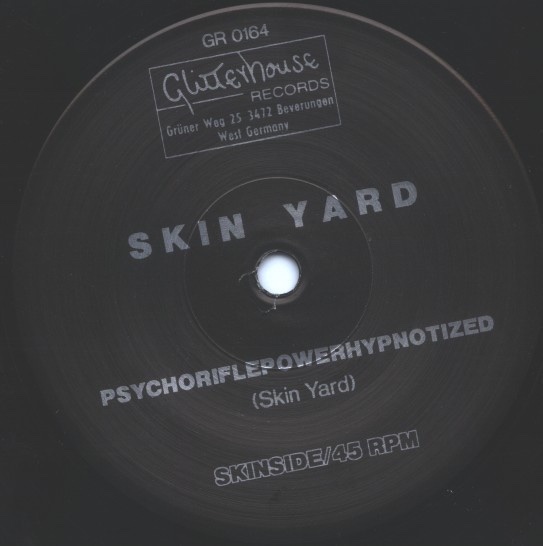 GR 0164
Glitterhouse
RECORDS
Grüner Weg 25 3472 Beverungen
West Germany
SKIN YARD
PSYCHORIFLEPOWERHYPNOTIZED
(Skin Yard)
SKINSIDE/45 RPM